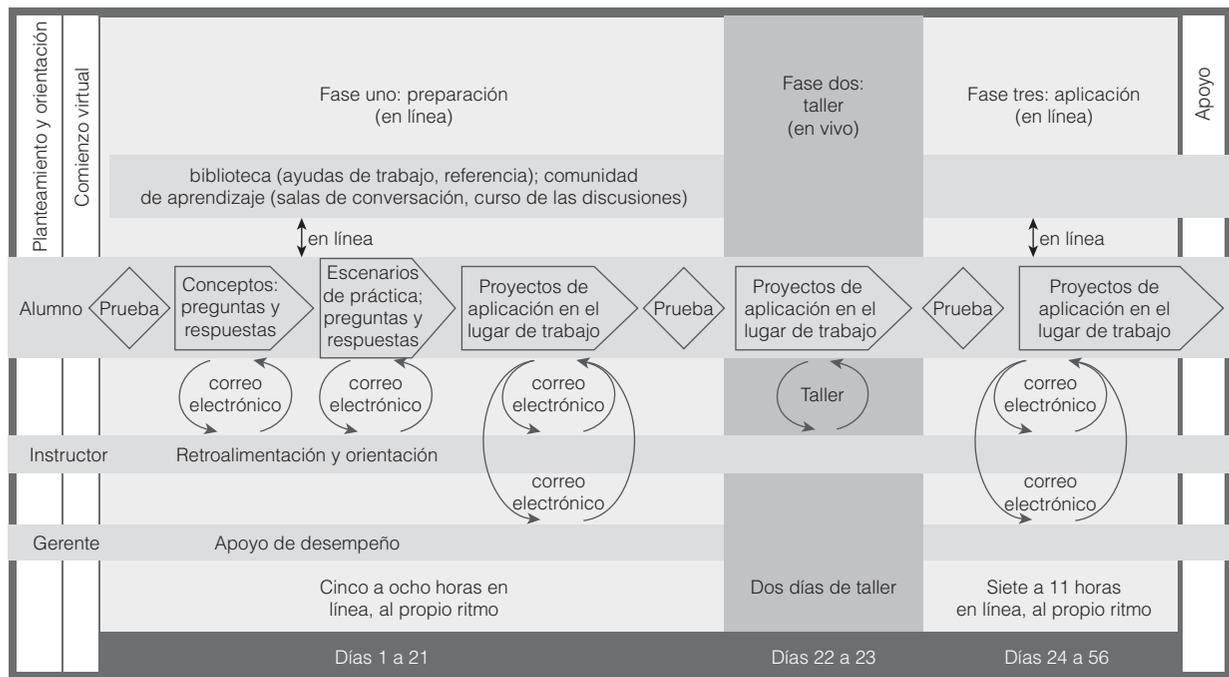 Planteamiento y orientación
Comienzo virtual
Fase uno: preparación
(en línea)
Fase dos:
taller
(en vivo)
Fase tres: aplicación
(en línea)
Apoyo
biblioteca (ayudas de trabajo, referencia); comunidad
de aprendizaje (salas de conversación, curso de las discusiones)
en línea
en línea
Alumno
Prueba
Conceptos:
preguntas y
respuestas
Escenarios
de práctica;
preguntas y
respuestas
Proyectos de
aplicación en el
lugar de trabajo
Prueba
Proyectos de
aplicación en el
lugar de trabajo
Prueba
Proyectos de
aplicación en el
lugar de trabajo
correo
electrónico
correo
electrónico
correo
electrónico
Taller
correo
electrónico
Instructor
Retroalimentación y orientación
correo
electrónico
correo
electrónico
Gerente
Apoyo de desempeño
Cinco a ocho horas en
línea, al propio ritmo
Dos días de taller
Siete a 11 horas
en línea, al propio ritmo
Días 1 a 21
Días 22 a 23
Días 24 a 56